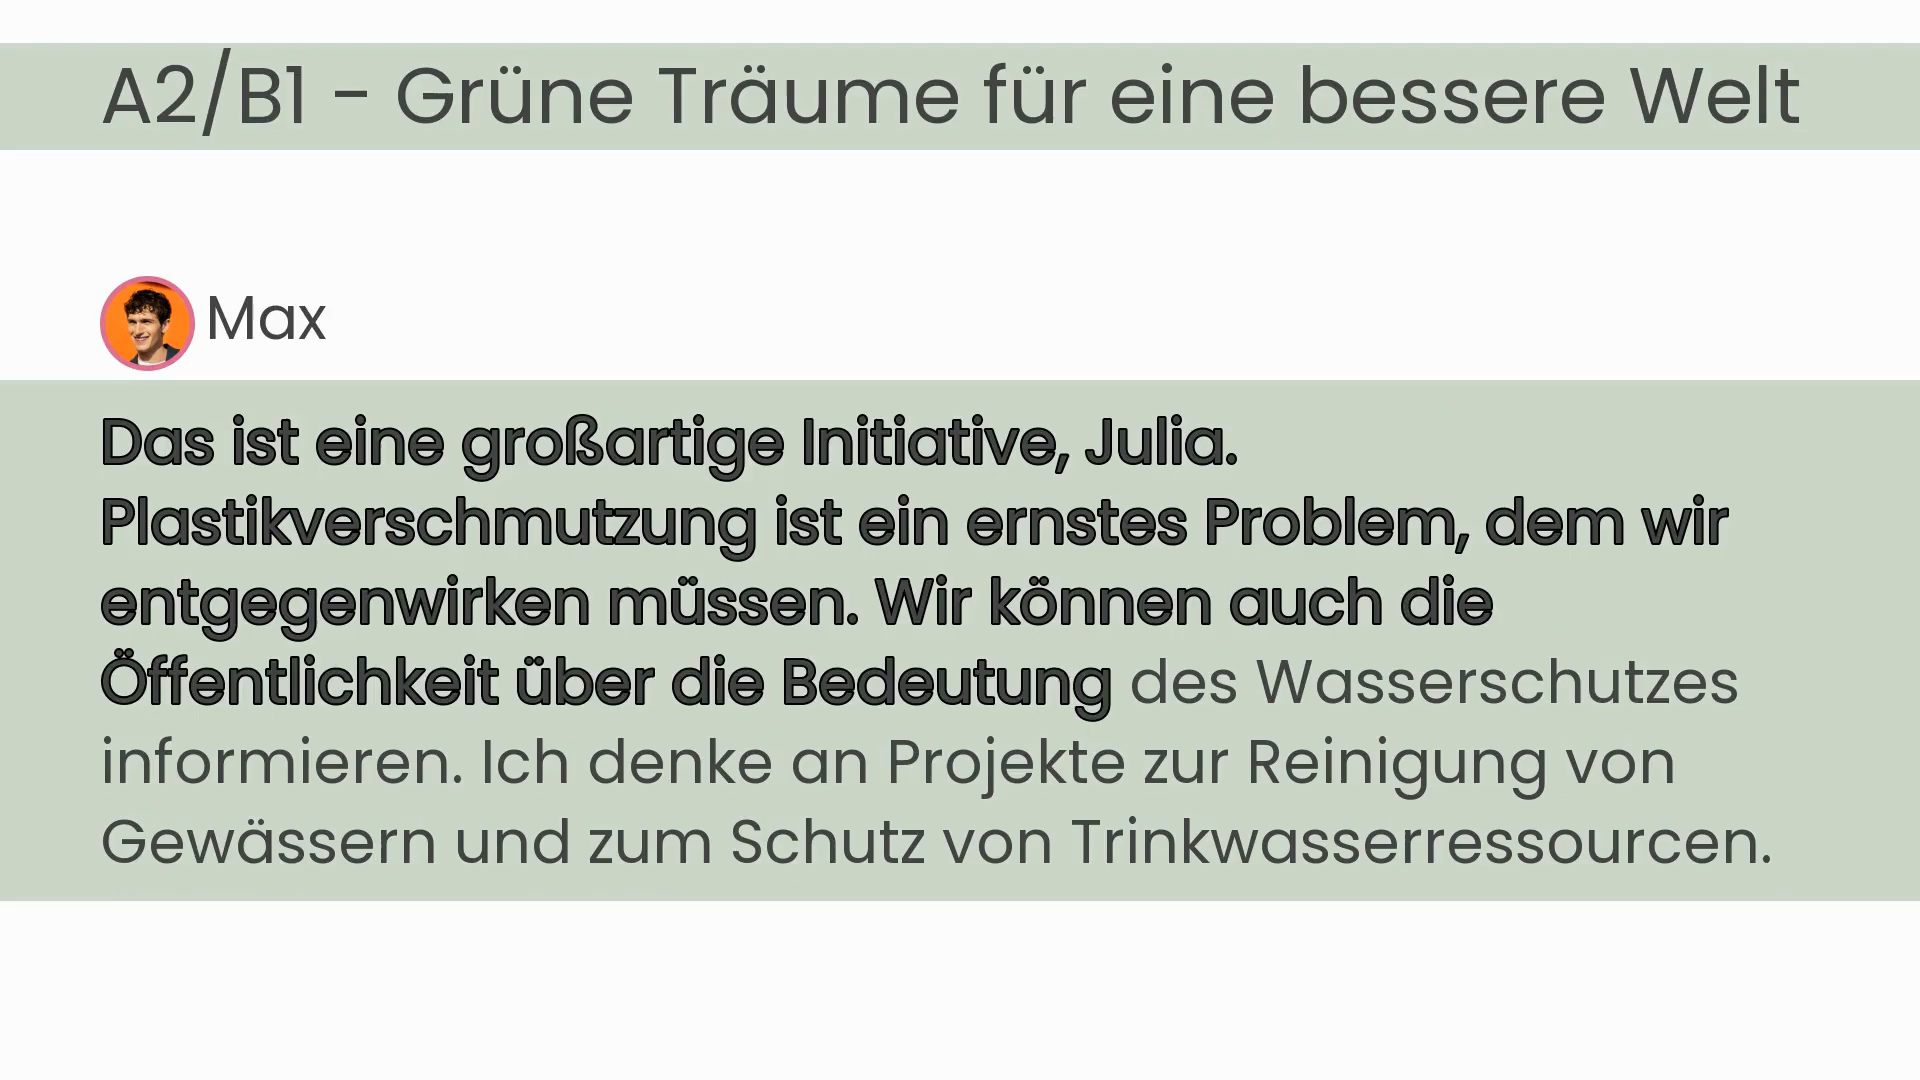 A2/B1 - Grüne Träume für eine bessere Welt
Max
Das ist eine großartige Initiative, Julia.
Plastikverschmutzung ist ein ernstes Problem, dem wir
entgegenwirken müssen. Wir können auch die
Öffentlichkeit über die Bedeutung des Wasserschutzes
informieren. Ich denke an Projekte zur Reinigung von
Gewässern und zum Schutz von Trinkwasserressourcen.